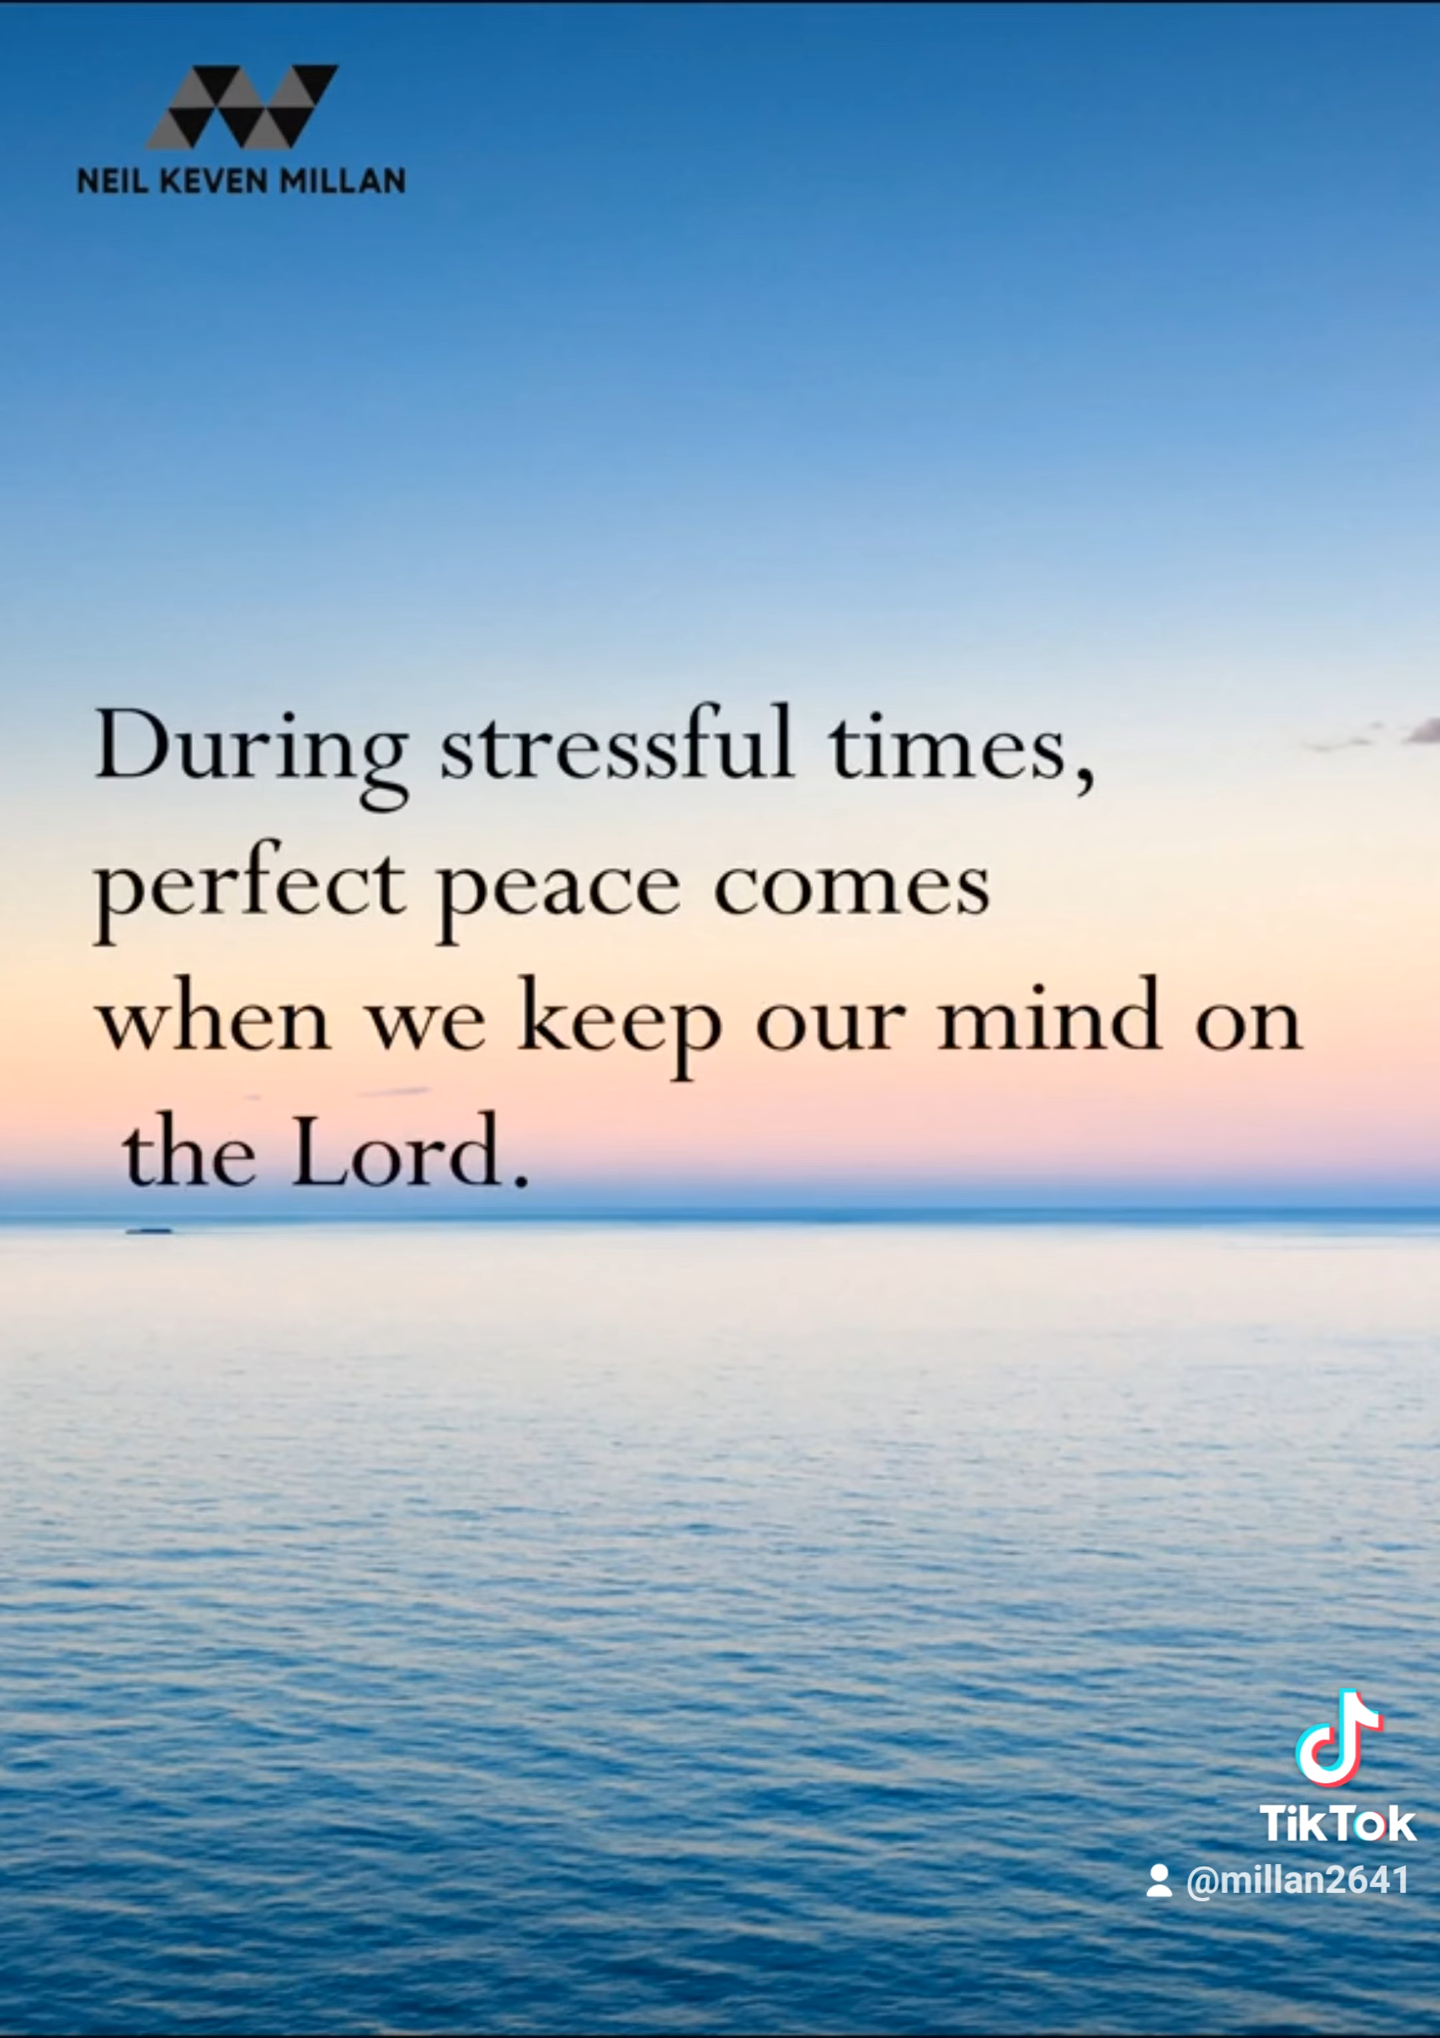 NEIL KEVEN MILLAN
During stressful times,
perfect peace comes
when we keep our mind on
the Lord.
TikTok
@millan2641